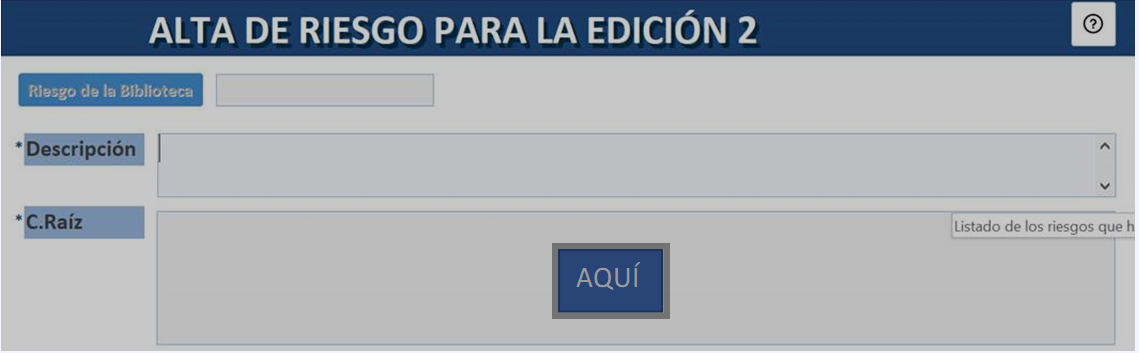 ALTA DE RIESGO PARA LA EDICIÓN 2
?
Riesgo de la Biblioteca
*Descripción
*C.Raíz
Listado de los riesgos que h
AQUÍ